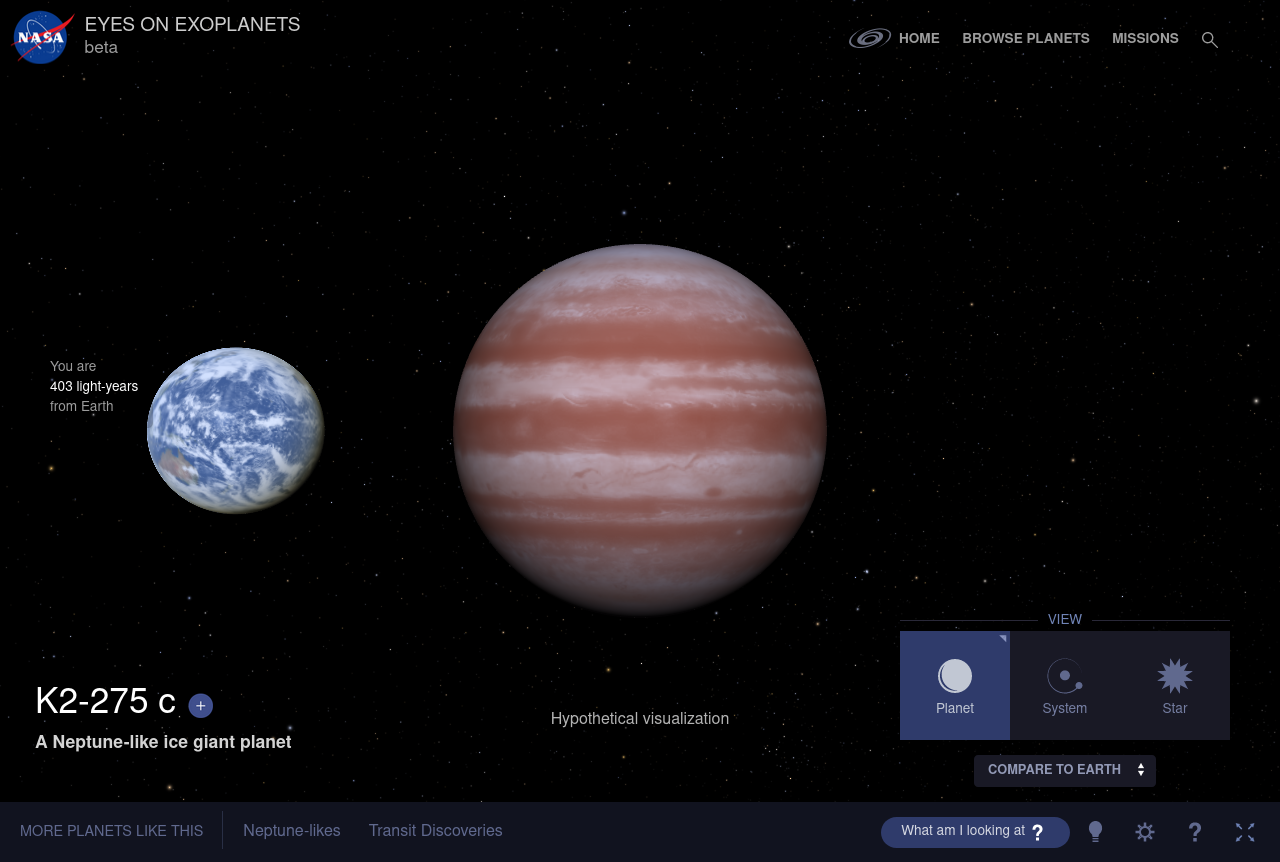 NASA
EYES ON EXOPLANETS
beta
HOME
BROWSE PLANETS
MISSIONS
You are
403 light-years
from Earth
K2-275 c
A Neptune-like ice giant planet
Hypothetical visualization
VIEW
Planet
System
Star
COMPARE TO EARTH
MORE PLANETS LIKE THIS
Neptune-likes
Transit Discoveries
What am I looking at ?
?